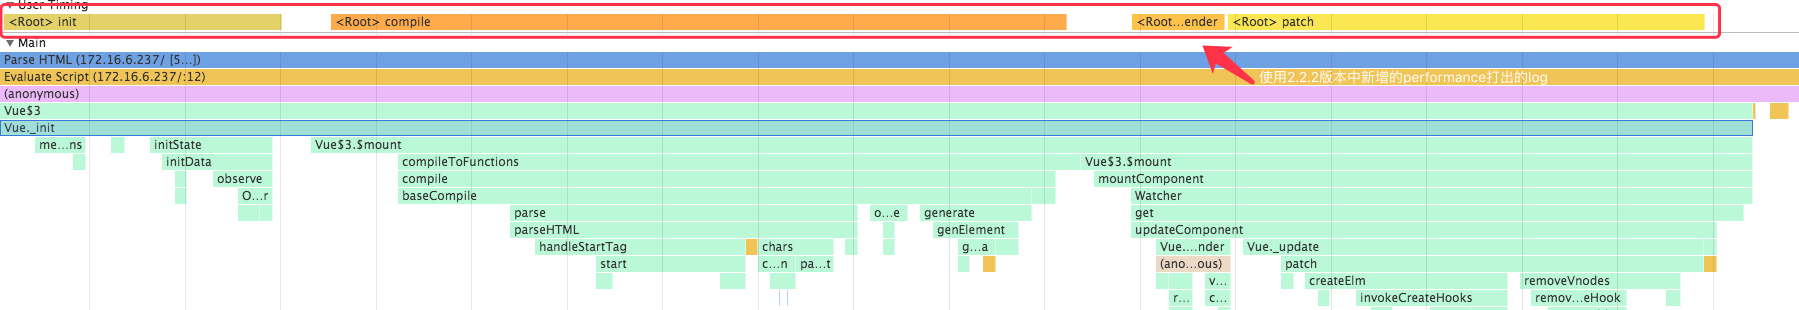 User Timing
<Root> init <Root> compile <Root...ender <Root> patch
Main
Parse HTML (172.16.6.237/ [5...])
Evaluate Script (172.16.6.237/:12)
使用2.2.2版本中新增的performance打出的log
(anonymous)
Vue$3
Vue._init
me...ns initState Vue$3.$mount
initData compileToFunctions Vue$3.$mount
observe compile mountComponent
O...r baseCompile Watcher
parse o...e generate get
parseHTML genElement updateComponent
handleStartTag chars g...a Vue....nder Vue._update
start c...n pa...t (ano...ous) patch
v... createElm removeVnodes
r... c... invokeCreateHooks remov...eHook